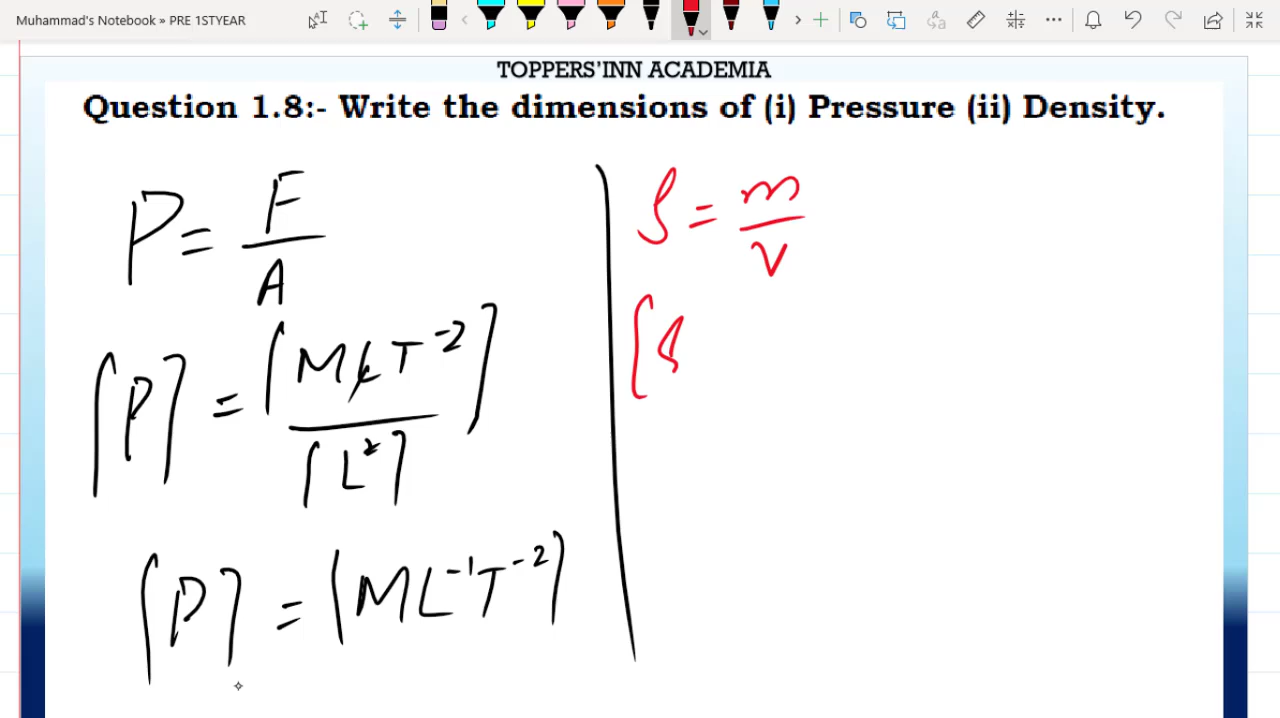 Muhammad's Notebook » PRE 1STYEAR
TOPPERS'INN ACADEMIA
Question 1.8:- Write the dimensions of (i) Pressure (ii) Density.
P = F
A
[P] = [MLT⁻²]
[L²]
[P] = [ML⁻¹T⁻²]
ρ = m
v
[ρ